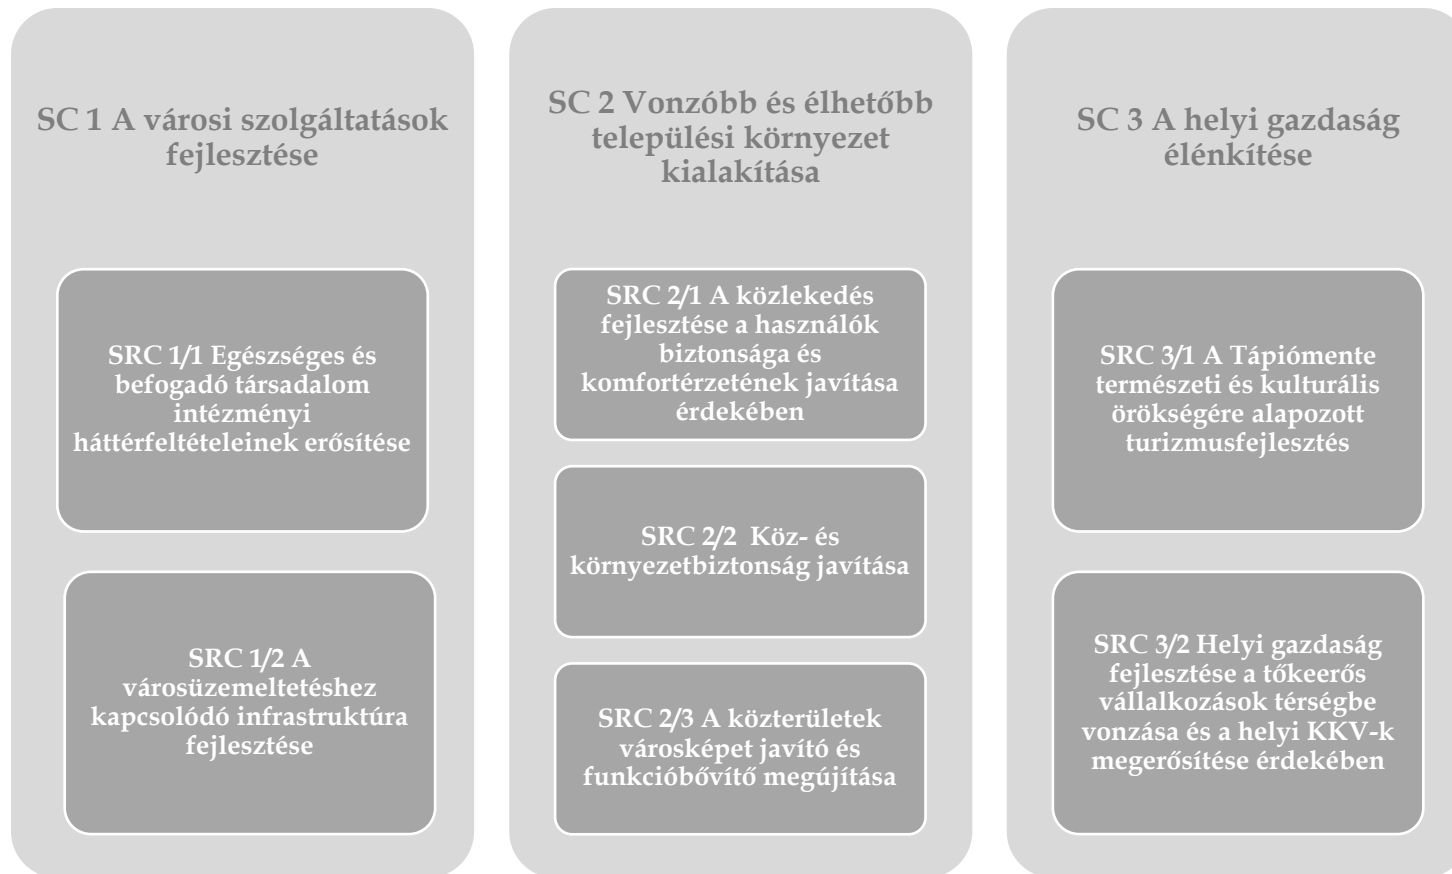 SC 1 A városi szolgáltatások
fejlesztése
SRC 1/1 Egészséges és
befogadó társadalom
intézményi
háttérfeltételeinek erősítése
SRC 1/2 A
városüzemeltetéshez
kapcsolódó infrastruktúra
fejlesztése
SC 2 Vonzóbb és élhetőbb
települési környezet
kialakítása
SRC 2/1 A közlekedés
fejlesztése a használók
biztonsága és
komfortérzetének javítása
érdekében
SRC 2/2 Köz- és
környezetbiztonság javítása
SRC 2/3 A közterületek
városképet javító és
funkcióbővítő megújítása
SC 3 A helyi gazdaság
élénkítése
SRC 3/1 A Tápiómente
természeti és kulturális
örökségére alapozott
turizmusfejlesztés
SRC 3/2 Helyi gazdaság
fejlesztése a tőkeerős
vállalkozások térségbe
vonzása és a helyi KKV-k
megerősítése érdekében